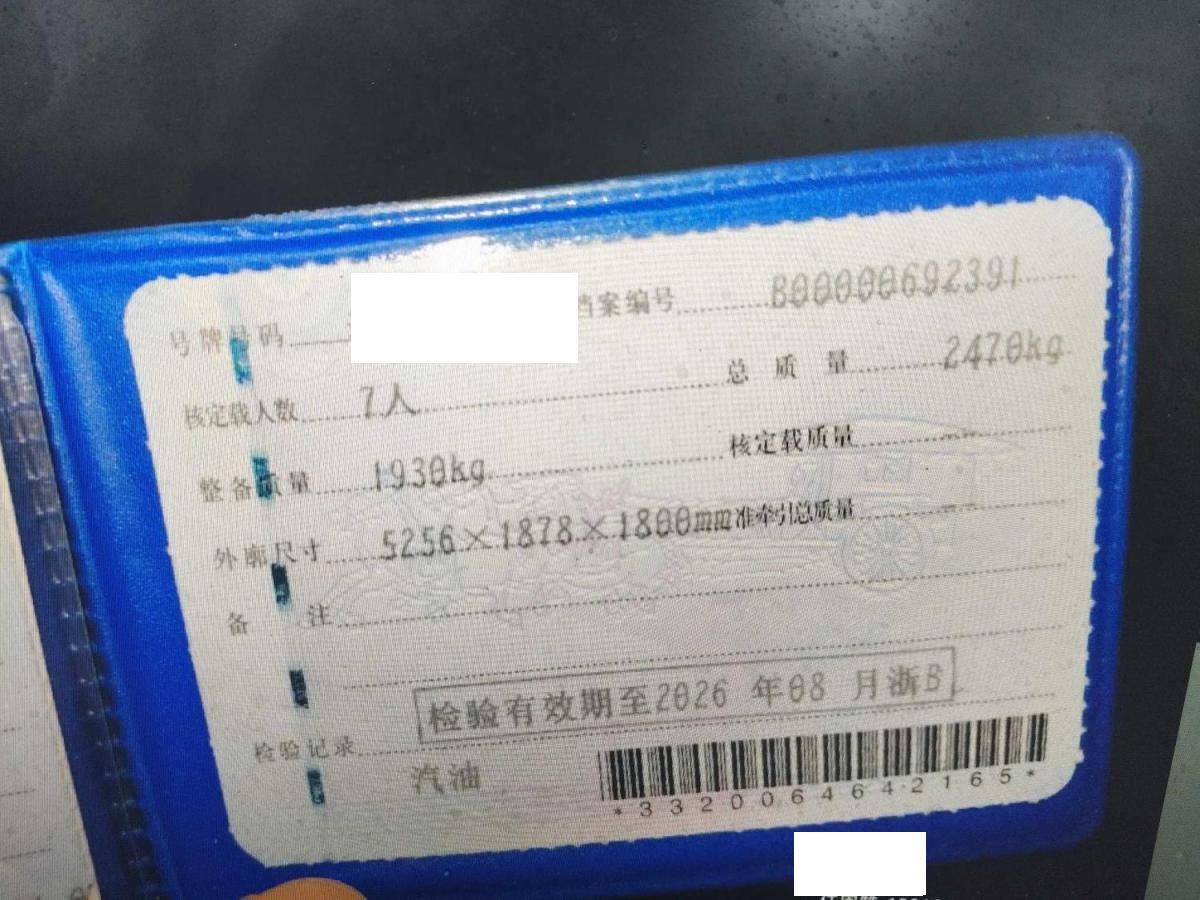 号牌号码 档案编号 B00000692391
核定载人数 7人 总质量 2470kg
整备质量 1930kg 核定载质量 --
外廓尺寸 5256×1878×1800mm 准牵引总质量 --
备注
检验有效期至2026年08月浙B
检验记录
汽油
*3320064642165*